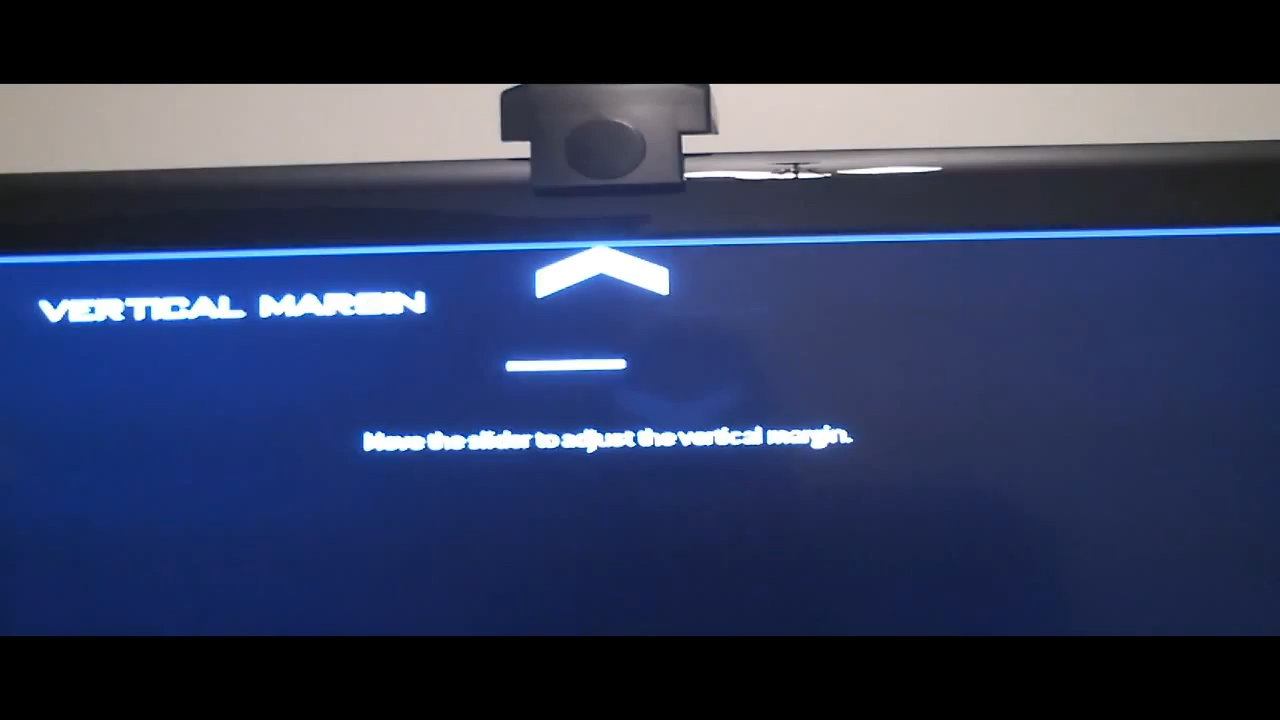 VERTICAL MARGIN
Move the slider to adjust the vertical margin.